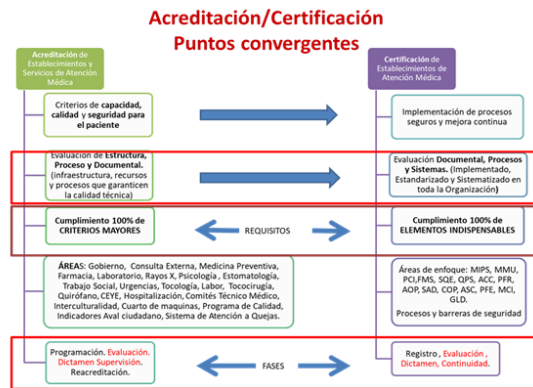 Acreditación/Certificación
Puntos convergentes
Acreditación de
Establecimientos y
Servicios de Atención
Médica
Criterios de capacidad,
calidad y seguridad para
el paciente
Evaluación de Estructura,
Proceso y Documental.
(infraestructura, recursos
y procesos que garanticen
la calidad técnica)
Cumplimiento 100% de
CRITERIOS MAYORES
ÁREAS: Gobierno, Consulta Externa, Medicina Preventiva,
Farmacia, Laboratorio, Rayos X, Psicología , Estomatología,
Trabajo Social, Urgencias, Tocología, Labor, Tococirugía,
Quirófano, CEYE, Hospitalización, Comités Técnico Médico,
Interculturalidad, Cuarto de maquinas, Programa de Calidad,
Indicadores Aval ciudadano, Sistema de Atención a Quejas.
Programación. Evaluación.
Dictamen Supervisión.
Reacreditación.
REQUISITOS
FASES
Certificación de
Establecimientos de
Atención Médica
Implementación de procesos
seguros y mejora continua
Evaluación Documental, Procesos
y Sistemas. (Implementado,
Estandarizado y Sistematizado en
toda la Organización)
Cumplimiento 100% de
ELEMENTOS INDISPENSABLES
Áreas de enfoque: MIPS, MMU,
PCI,FMS, SQE, QPS, ACC, PFR,
AOP, SAD, COP, ASC, PFE, MCI,
GLD.
Procesos y barreras de seguridad
Registro , Evaluación ,
Dictamen, Continuidad.